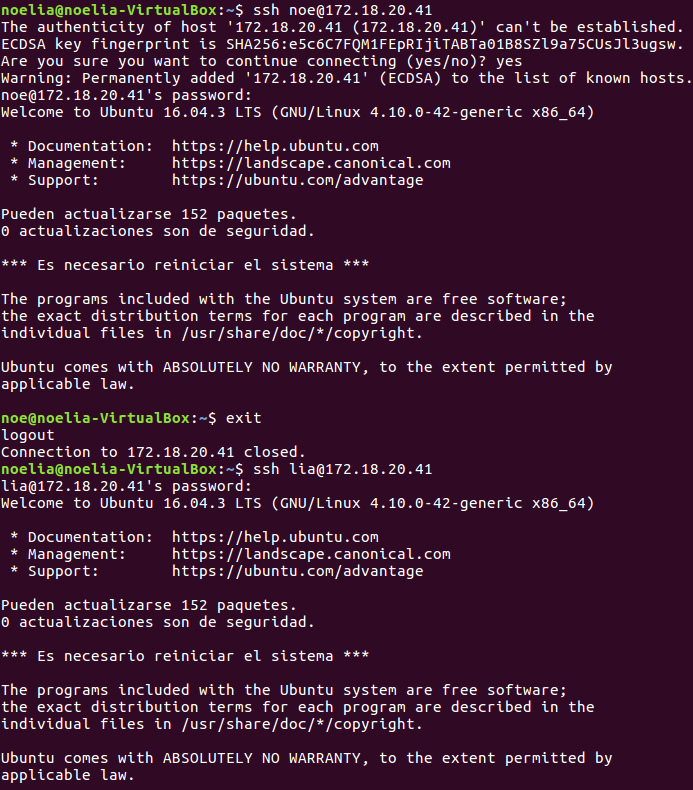 noelia@noelia-VirtualBox:~$ ssh noe@172.18.20.41
The authenticity of host '172.18.20.41 (172.18.20.41)' can't be established.
ECDSA key fingerprint is SHA256:e5c6C7FQM1FEpRIjiTABTa01B8SZl9a75CUsJl3ugsw.
Are you sure you want to continue connecting (yes/no)? yes
Warning: Permanently added '172.18.20.41' (ECDSA) to the list of known hosts.
noe@172.18.20.41's password:
Welcome to Ubuntu 16.04.3 LTS (GNU/Linux 4.10.0-42-generic x86_64)

 * Documentation:  https://help.ubuntu.com
 * Management:     https://landscape.canonical.com
 * Support:        https://ubuntu.com/advantage

Pueden actualizarse 152 paquetes.
0 actualizaciones son de seguridad.

*** Es necesario reiniciar el sistema ***

The programs included with the Ubuntu system are free software;
the exact distribution terms for each program are described in the
individual files in /usr/share/doc/*/copyright.

Ubuntu comes with ABSOLUTELY NO WARRANTY, to the extent permitted by
applicable law.

noe@noelia-VirtualBox:~$ exit
logout
Connection to 172.18.20.41 closed.
noelia@noelia-VirtualBox:~$ ssh lia@172.18.20.41
lia@172.18.20.41's password:
Welcome to Ubuntu 16.04.3 LTS (GNU/Linux 4.10.0-42-generic x86_64)

 * Documentation:  https://help.ubuntu.com
 * Management:     https://landscape.canonical.com
 * Support:        https://ubuntu.com/advantage

Pueden actualizarse 152 paquetes.
0 actualizaciones son de seguridad.

*** Es necesario reiniciar el sistema ***

The programs included with the Ubuntu system are free software;
the exact distribution terms for each program are described in the
individual files in /usr/share/doc/*/copyright.

Ubuntu comes with ABSOLUTELY NO WARRANTY, to the extent permitted by
applicable law.